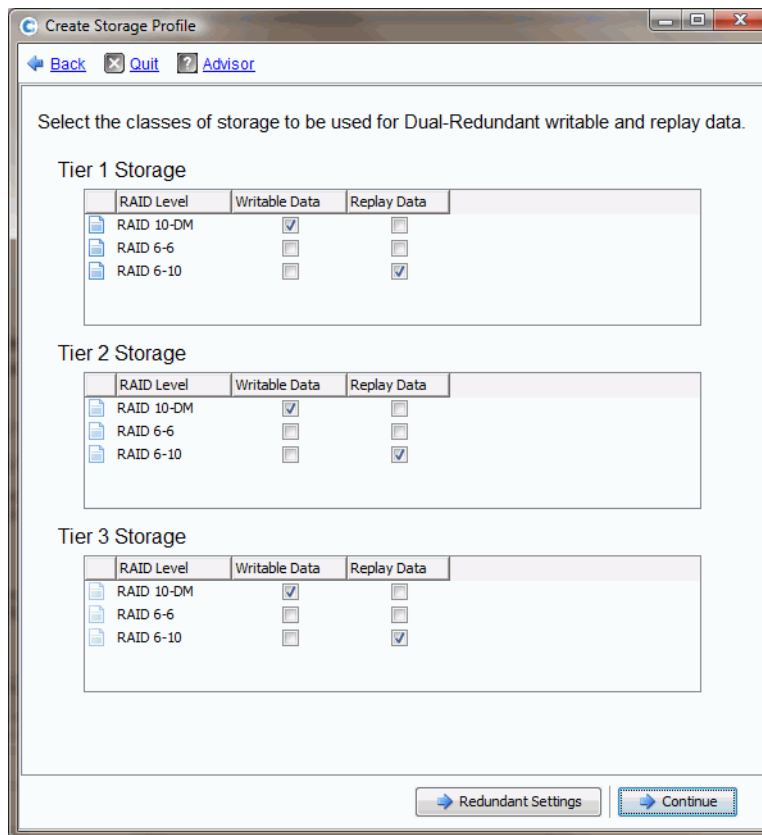 Create Storage Profile
Back Quit Advisor
Select the classes of storage to be used for Dual-Redundant writable and replay data.
Tier 1 Storage
RAID Level Writable Data Replay Data
RAID 10-DM
RAID 6-6
RAID 6-10
Tier 2 Storage
RAID Level Writable Data Replay Data
RAID 10-DM
RAID 6-6
RAID 6-10
Tier 3 Storage
RAID Level Writable Data Replay Data
RAID 10-DM
RAID 6-6
RAID 6-10
Redundant Settings Continue